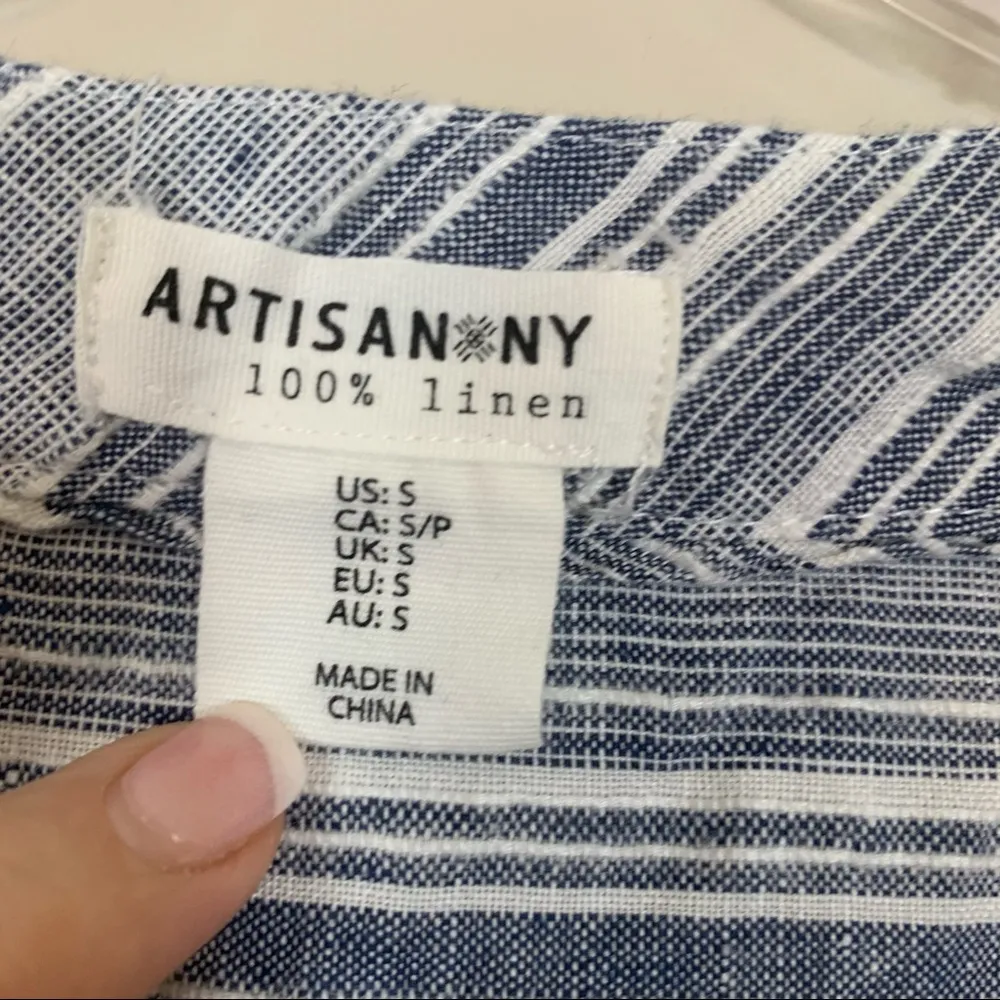 ARTISAN NY
100% linen
US: S
CA: S/P
UK: S
EU: S
AU: S
MADE IN
CHINA